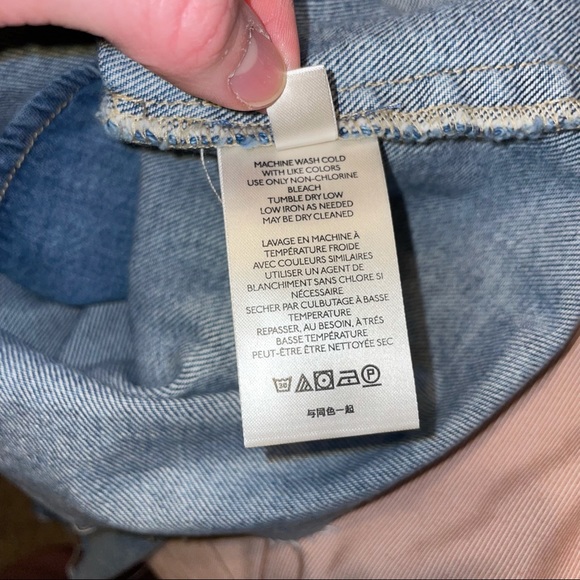 MACHINE WASH COLD
WITH LIKE COLORS
USE ONLY NON-CHLORINE
BLEACH
TUMBLE DRY LOW
LOW IRON AS NEEDED
MAY BE DRY CLEANED
LAVAGE EN MACHINE À
TEMPÉRATURE FROIDE
AVEC COULEURS SIMILAIRES
UTILISER UN AGENT DE
BLANCHIMENT SANS CHLORE SI
NÉCESSAIRE
SECHER PAR CULBUTAGE À BASSE
TEMPERATURE
REPASSER, AU BESOIN, À TRÉS
BASSE TEMPÉRATURE
PEUT-ÊTRE ÊTRE NETTOYÉE SEC
30 P
与同色一起